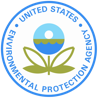 UNITED STATES
ENVIRONMENTAL PROTECTION AGENCY